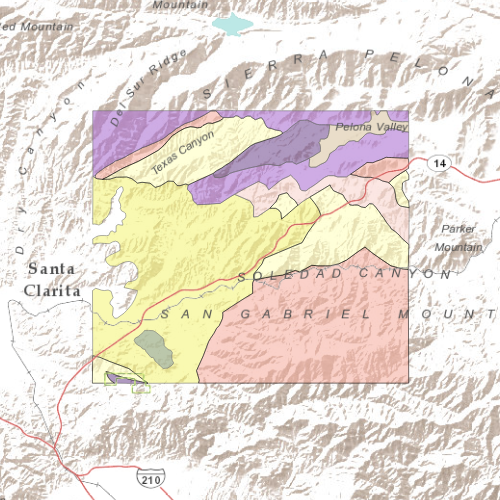 Mountain
Red Mountain
Del Sur Ridge
SIERRA PELONA
Dry Canyon
Texas Canyon
Pelona Valley
14
Parker
Mountain
Santa
Clarita
SOLEDAD CANYON
SAN GABRIEL MOUNT
210